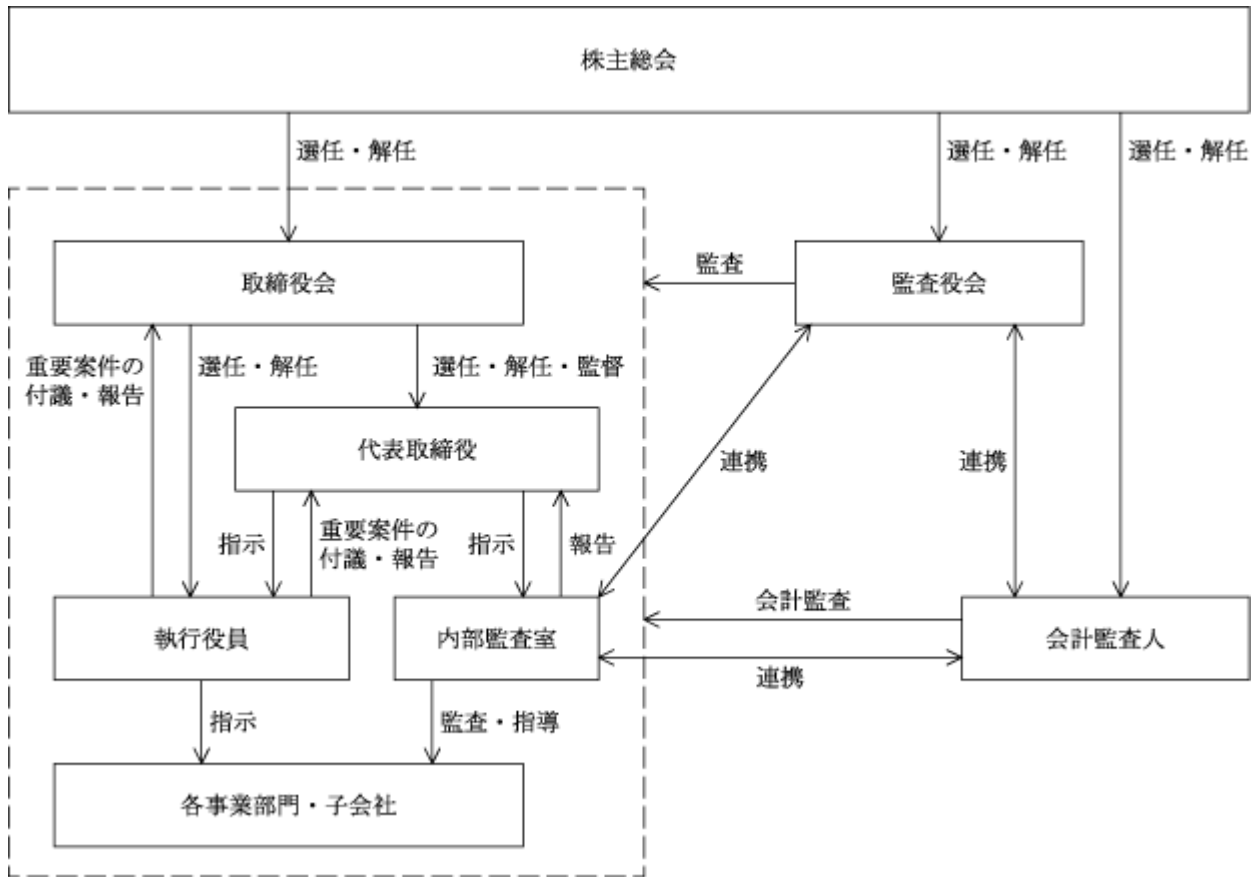 株主総会
選任・解任
選任・解任
選任・解任
取締役会
監査
監査役会
重要案件の
付議・報告
選任・解任
選任・解任・監督
代表取締役
連携
連携
指示
重要案件の
付議・報告
指示
報告
執行役員
内部監査室
会計監査
会計監査人
連携
指示
監査・指導
各事業部門・子会社